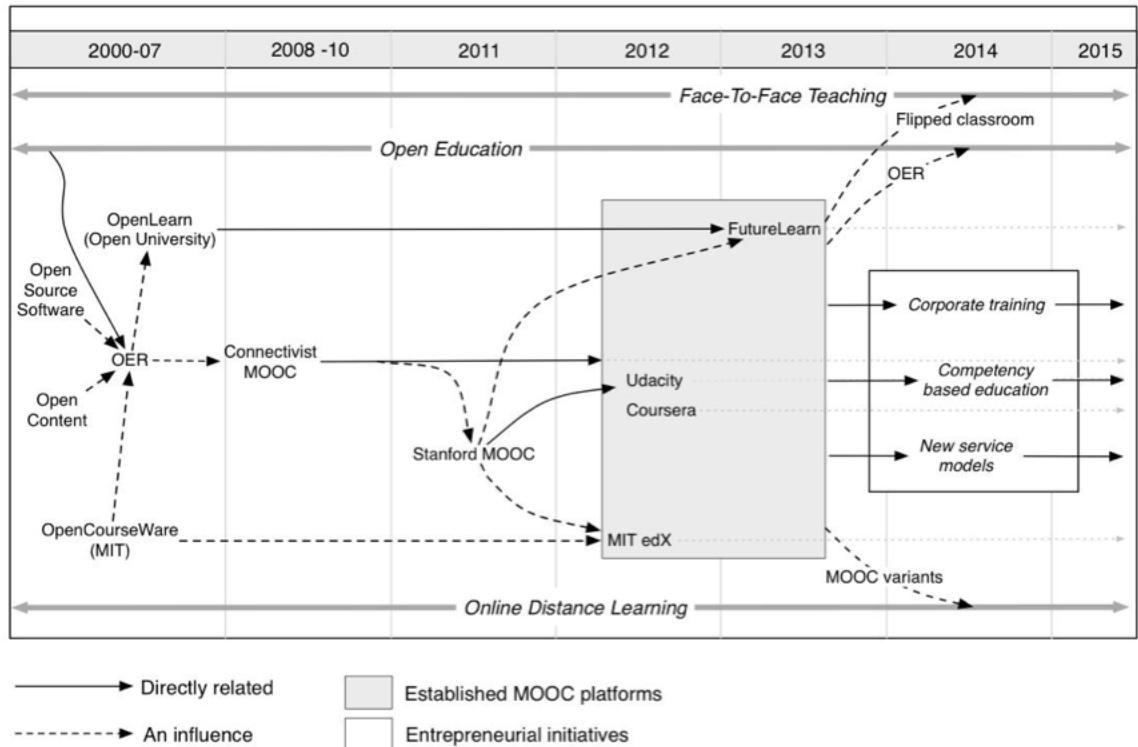 2000-07
2008 -10
2011
2012
2013
2014
2015
Face-To-Face Teaching
Flipped classroom
Open Education
OER
OpenLearn
(Open University)
FutureLearn
Open
Source
Software
Corporate training
OER
Connectivist
MOOC
Udacity
Competency
based education
Open
Content
Coursera
Stanford MOOC
New service
models
OpenCourseWare
(MIT)
MIT edX
MOOC variants
Online Distance Learning
Directly related
Established MOOC platforms
An influence
Entrepreneurial initiatives